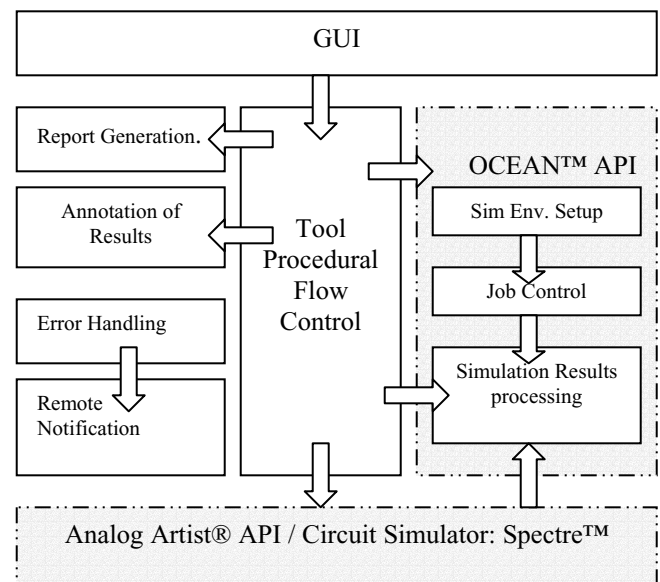 GUI
Report Generation.
Annotation of
Results
Error Handling
Remote
Notification
Tool
Procedural
Flow
Control
OCEAN™ API
Sim Env. Setup
Job Control
Simulation Results
processing
Analog Artist® API / Circuit Simulator: Spectre™